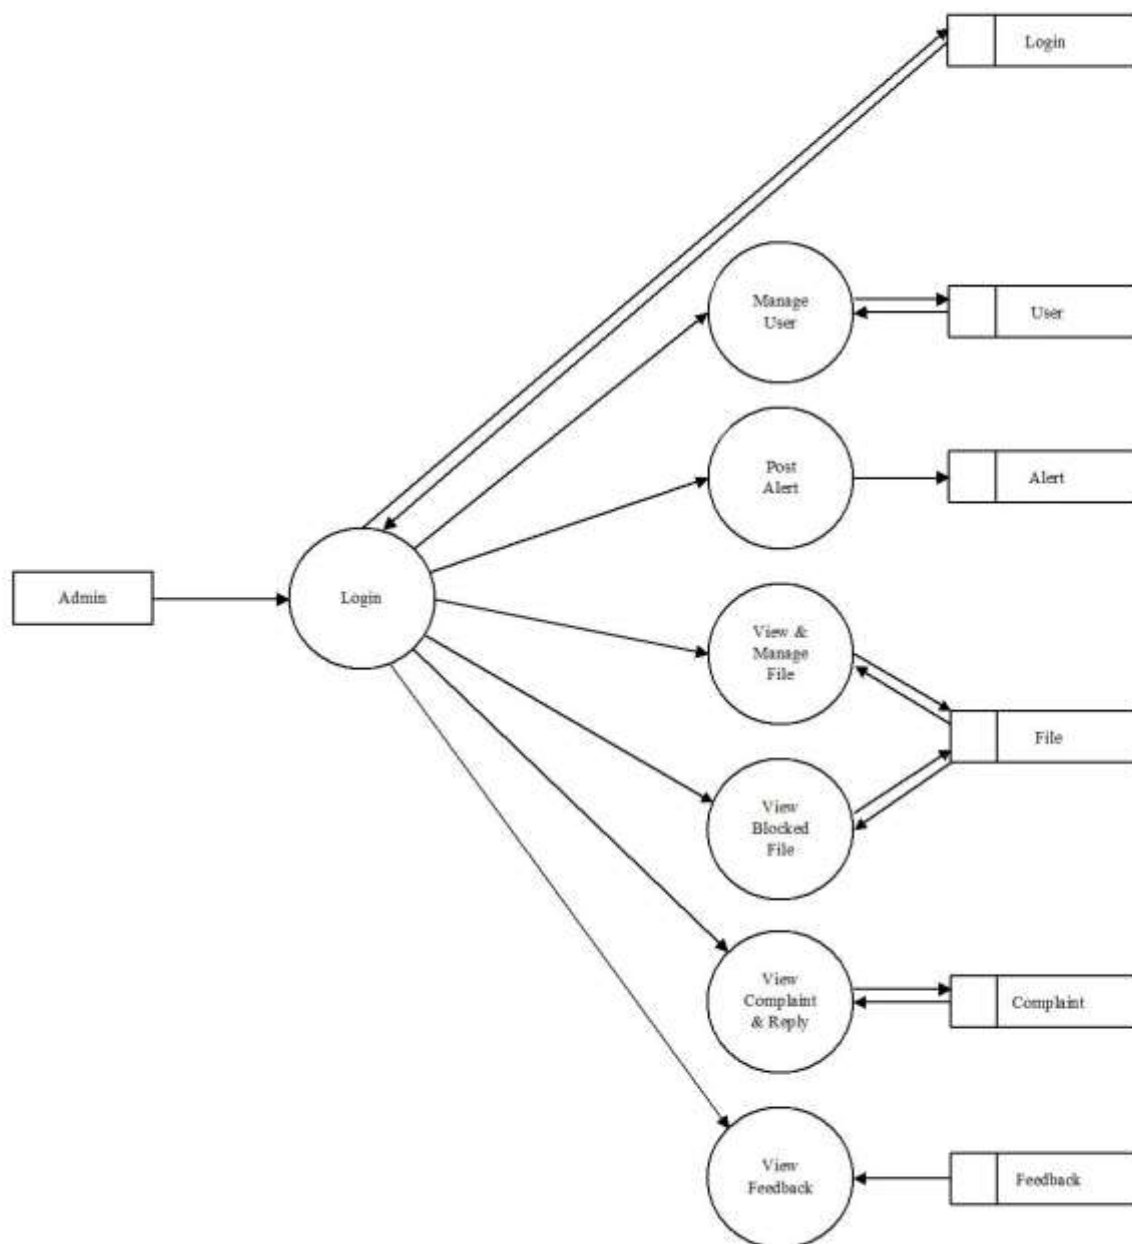 Login
Manage
User
User
Post
Alert
Alert
Admin
Login
View &
Manage
File
File
View
Blocked
File
View
Complaint
& Reply
Complaint
View
Feedback
Feedback